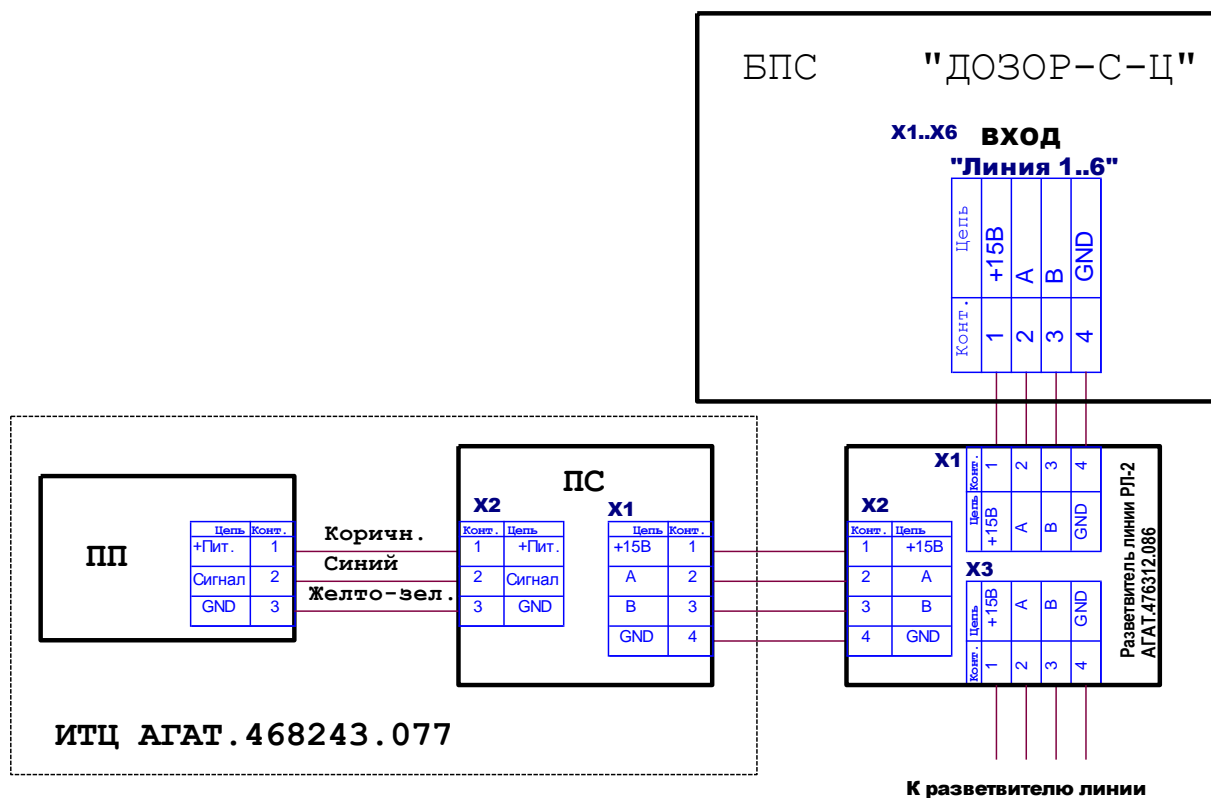 БПС "ДОЗОР-С-Ц"
X1..X6 ВХОД
"Линия 1..6"
Цепь +15В A B GND
Конт. 1 2 3 4
ПП
Цепь Конт.
+Пит. 1
Сигнал 2
GND 3
Коричн.
Синий
Желто-зел.
ПС
X2
Конт. Цепь
1 +Пит.
2 Сигнал
3 GND
X1
Цепь Конт.
+15В 1
A 2
B 3
GND 4
ИТЦ АГАТ.468243.077
X2
Конт. Цепь
1 +15В
2 A
3 B
4 GND
X1
Конт. 1 2 3 4
Цепь +15В A B GND
X3
Цепь +15В A B GND
Конт. 1 2 3 4
Разветвитель линии РЛ-2
АГАТ.476312.086
К разветвителю линии